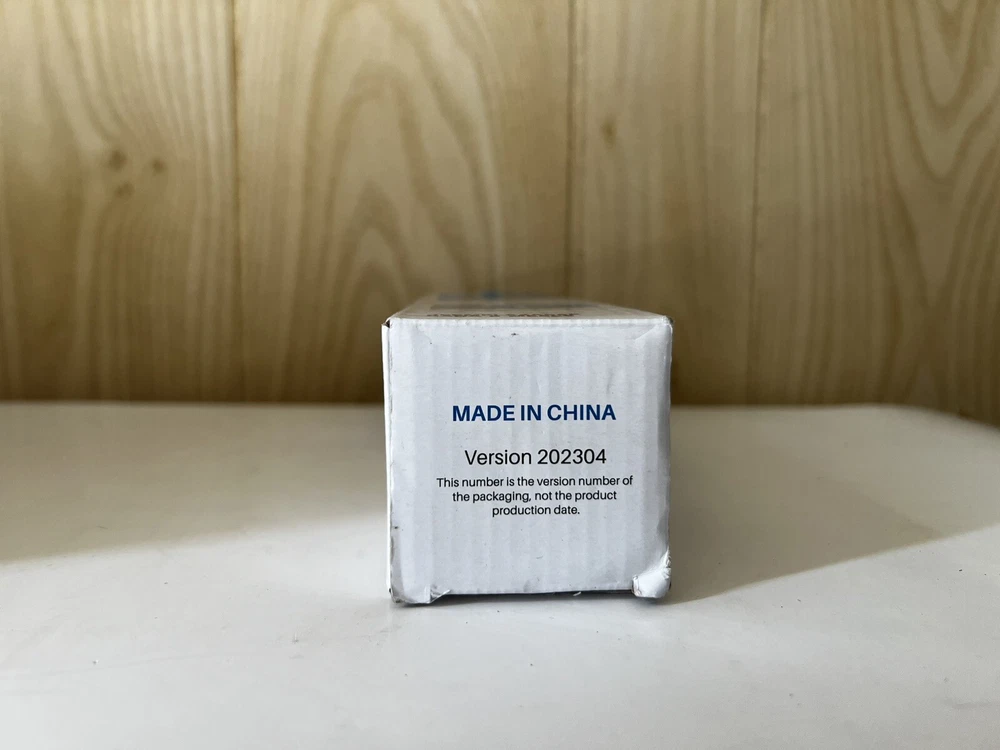 MADE IN CHINA
Version 202304
This number is the version number of
the packaging, not the product
production date.